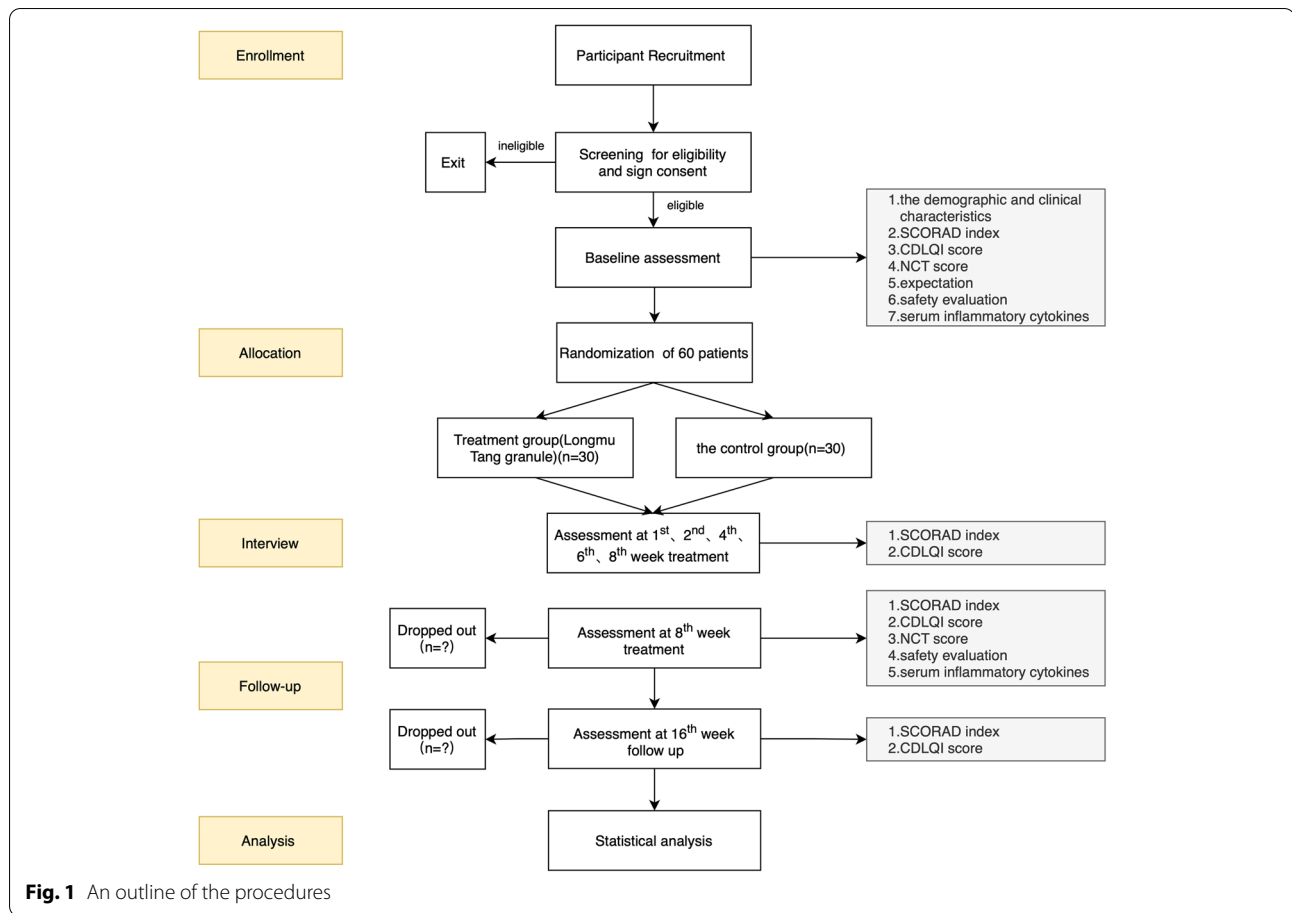 Enrollment
Participant Recruitment
Exit
ineligible
Screening for eligibility
and sign consent
eligible
Baseline assessment
1.the demographic and clinical
characteristics
2.SCORAD index
3.CDLQI score
4.NCT score
5.expectation
6.safety evaluation
7.serum inflammatory cytokines
Allocation
Randomization of 60 patients
Treatment group(Longmu
Tang granule)(n=30)
the control group(n=30)
Interview
Assessment at 1st、2nd、4th、
6th、8th week treatment
1.SCORAD index
2.CDLQI score
Dropped out
(n=?)
Assessment at 8th week
treatment
1.SCORAD index
2.CDLQI score
3.NCT score
4.safety evaluation
5.serum inflammatory cytokines
Follow-up
Dropped out
(n=?)
Assessment at 16th week
follow up
1.SCORAD index
2.CDLQI score
Analysis
Statistical analysis
Fig. 1 An outline of the procedures